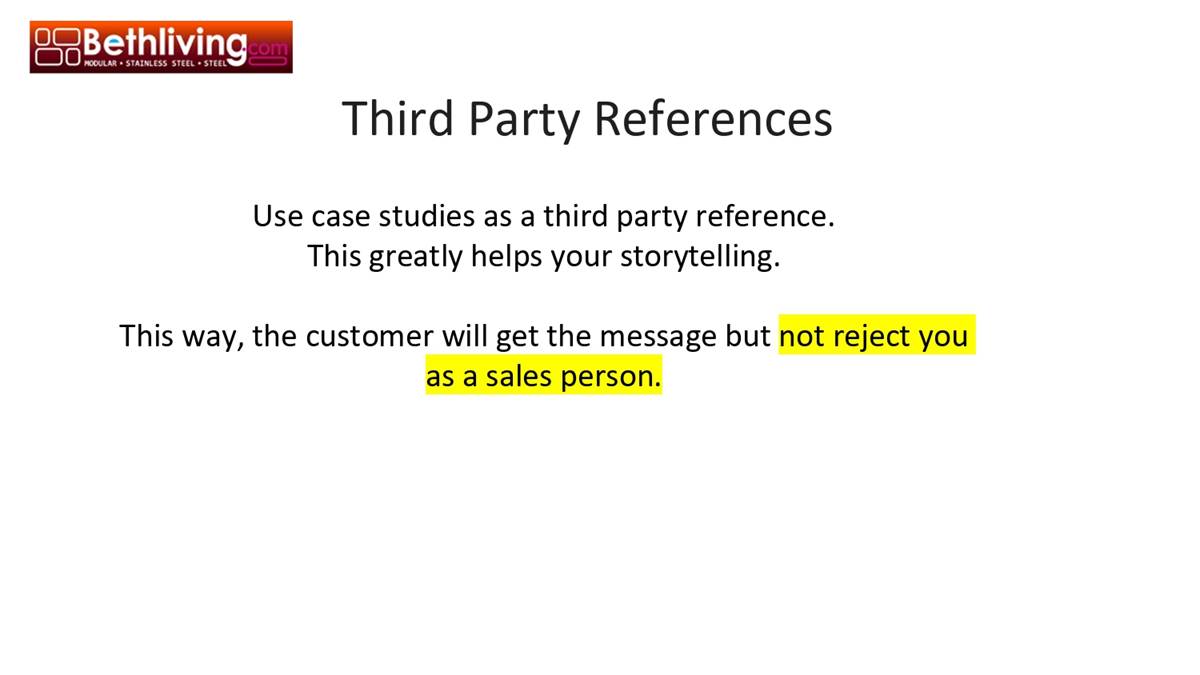 Bethliving.com
MODULAR • STAINLESS STEEL • STEEL
Third Party References
Use case studies as a third party reference.
This greatly helps your storytelling.
This way, the customer will get the message but not reject you
as a sales person.